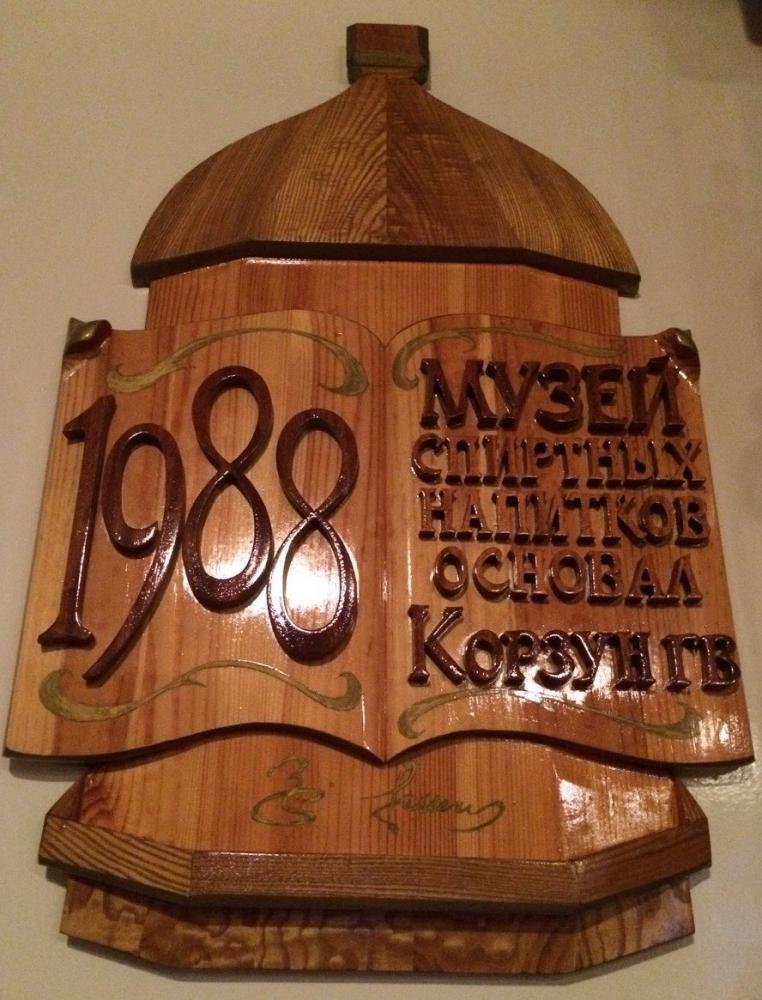 1988
МУЗЕЙ
СПИРТНЫХ
НАПИТКОВ
ОСНОВАЛ
КОРЗУН ГВ